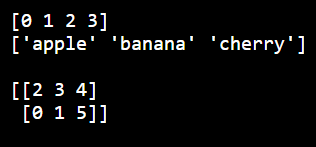 [0 1 2 3]
['apple' 'banana' 'cherry']
[[2 3 4]
[0 1 5]]